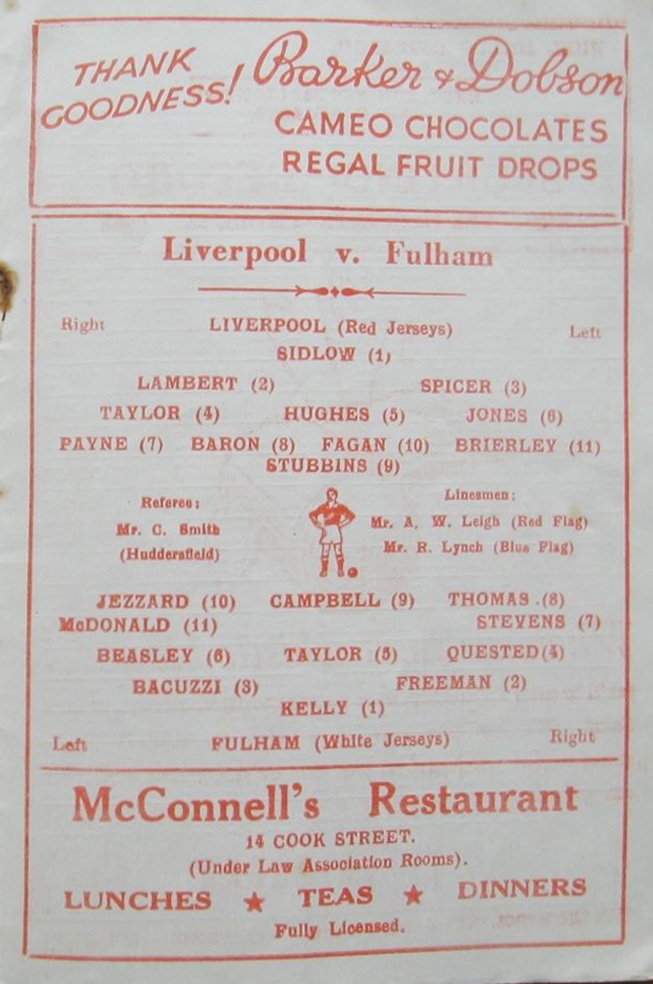 THANK GOODNESS! Barker & Dobson
CAMEO CHOCOLATES
REGAL FRUIT DROPS
Liverpool v. Fulham
Right LIVERPOOL (Red Jerseys) Left
SIDLOW (1)
LAMBERT (2) SPICER (3)
TAYLOR (4) HUGHES (5) JONES (6)
PAYNE (7) BARON (8) FAGAN (10) BRIERLEY (11)
STUBBINS (9)
Referee:
Mr. C. Smith
(Huddersfield)
Linesmen:
Mr. A. W. Leigh (Red Flag)
Mr. R. Lynch (Blue Flag)
JEZZARD (10) CAMPBELL (9) THOMAS .(8)
McDONALD (11) STEVENS (7)
BEASLEY (6) TAYLOR (5) QUESTED(4)
BACUZZI (3) FREEMAN (2)
KELLY (1)
Left FULHAM (White Jerseys) Right
McConnell's Restaurant
14 COOK STREET.
(Under Law Association Rooms).
LUNCHES ★ TEAS ★ DINNERS
Fully Licensed.